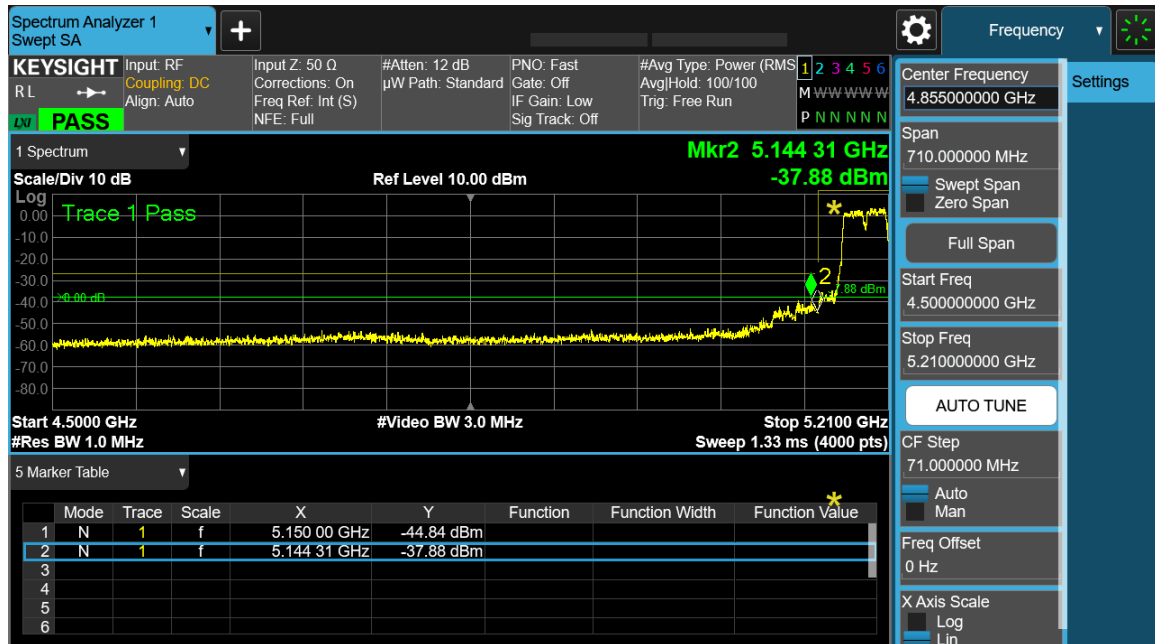 Spectrum Analyzer 1
Swept SA
+
Frequency
KEYSIGHT
RL
LXI PASS
Input: RF
Coupling: DC
Align: Auto
Input Z: 50 Ω
Corrections: On
Freq Ref: Int (S)
NFE: Full
#Atten: 12 dB
µW Path: Standard
PNO: Fast
Gate: Off
IF Gain: Low
Sig Track: Off
#Avg Type: Power (RMS
Avg|Hold: 100/100
Trig: Free Run
1 2 3 4 5 6
M W W W W W W
P N N N N N N
1 Spectrum
Mkr2 5.144 31 GHz
Scale/Div 10 dB
Ref Level 10.00 dBm
-37.88 dBm
Log
Trace 1 Pass
0.00
-10.0
-20.0
-30.0
-40.0
-50.0
-60.0
-70.0
-80.0
2
7.88 dBm
Start 4.5000 GHz
#Video BW 3.0 MHz
Stop 5.2100 GHz
#Res BW 1.0 MHz
Sweep 1.33 ms (4000 pts)
5 Marker Table
Mode Trace Scale X Y Function Function Width Function Value
1 N 1 f 5.150 00 GHz -44.84 dBm
2 N 1 f 5.144 31 GHz -37.88 dBm
3
4
5
6
Center Frequency
4.855000000 GHz
Settings
Span
710.000000 MHz
Swept Span
Zero Span
Full Span
Start Freq
4.500000000 GHz
Stop Freq
5.210000000 GHz
AUTO TUNE
CF Step
71.000000 MHz
Auto
Man
Freq Offset
0 Hz
X Axis Scale
Log
Lin